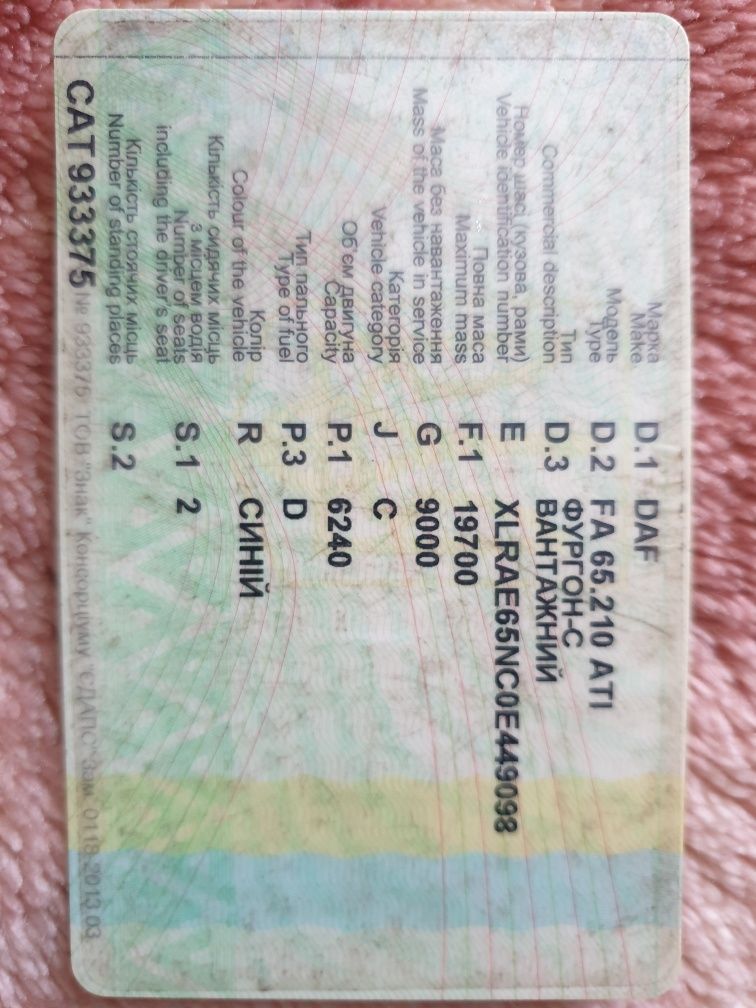 Марка
Make D.1 DAF
Модель
Type D.2 FA 65.210 ATI
ФУРГОН-С
Тип
Commercial description D.3 ВАНТАЖНИЙ
Номер шасі (кузова, рами)
Vehicle identification number E XLRAE65NC0E449098
Повна маса
Maximum mass F.1 19700
Маса без навантаження
Mass of the vehicle in service G 9000
Категорія
Vehicle category J C
Об'єм двигуна
Capacity P.1 6240
Тип пального
Type of fuel P.3 D
Колір
Colour of the vehicle R СИНІЙ
Кількість сидячих місць
з місцем водія
Number of seats S.1 2
including the driver's seat
Кількість стоячих місць
Number of standing places S.2
САТ933375
ТОВ "Знак" Консорціуму "ЄДАПС" Зам. 0118-2013.03